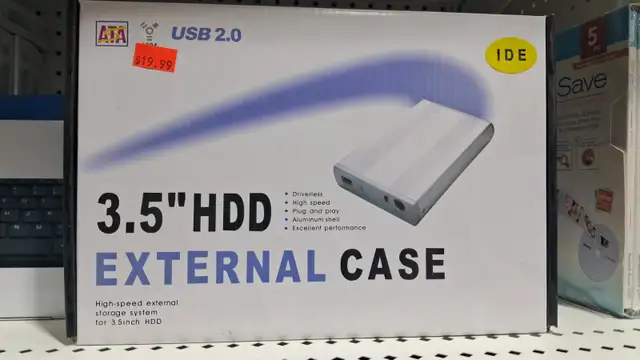 ATA
USB 2.0
$19.99
IDE
3.5" HDD
• Driverless
• High speed
• Plug and play
• Aluminum shell
• Excellent performance
EXTERNAL CASE
High-speed external
storage system
for 3.5inch HDD
5
Save